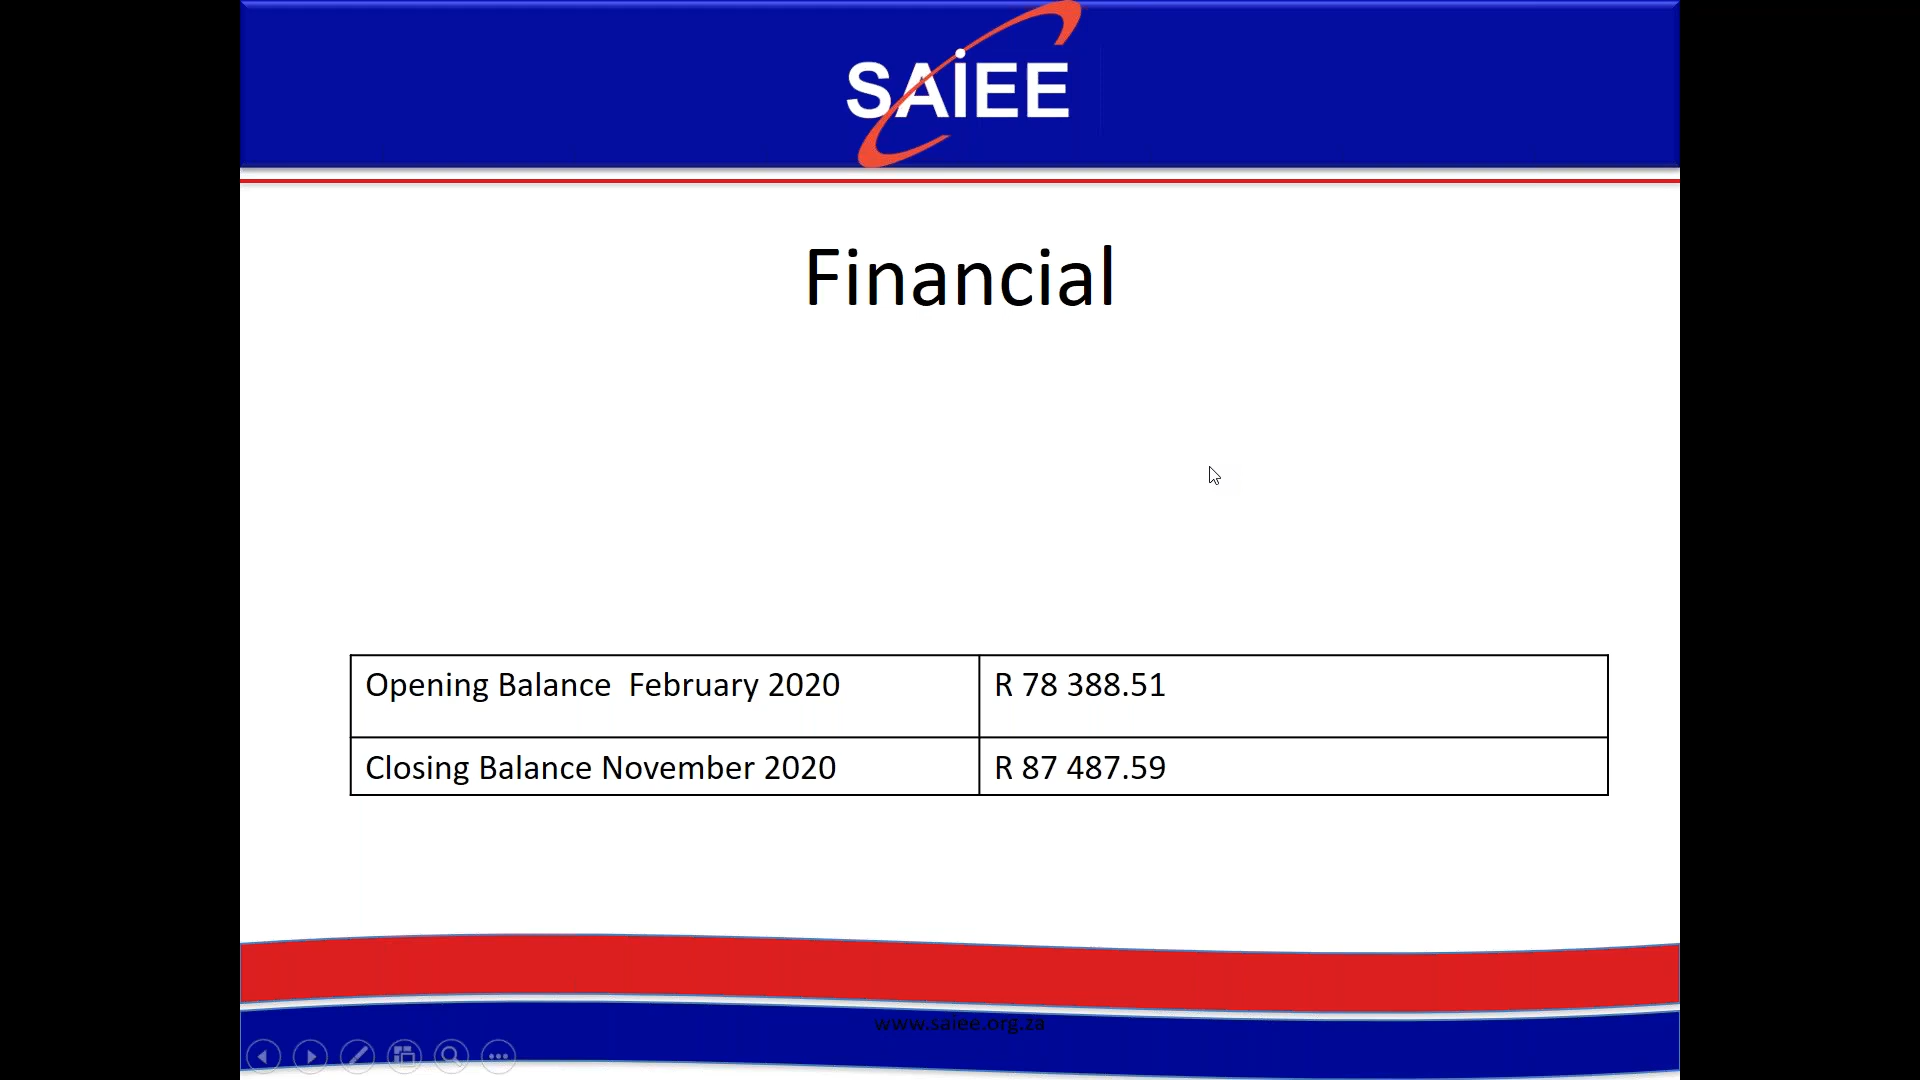 SAIEE
Financial
Opening Balance  February 2020
R 78 388.51
Closing Balance November 2020
R 87 487.59
www.saiee.org.za